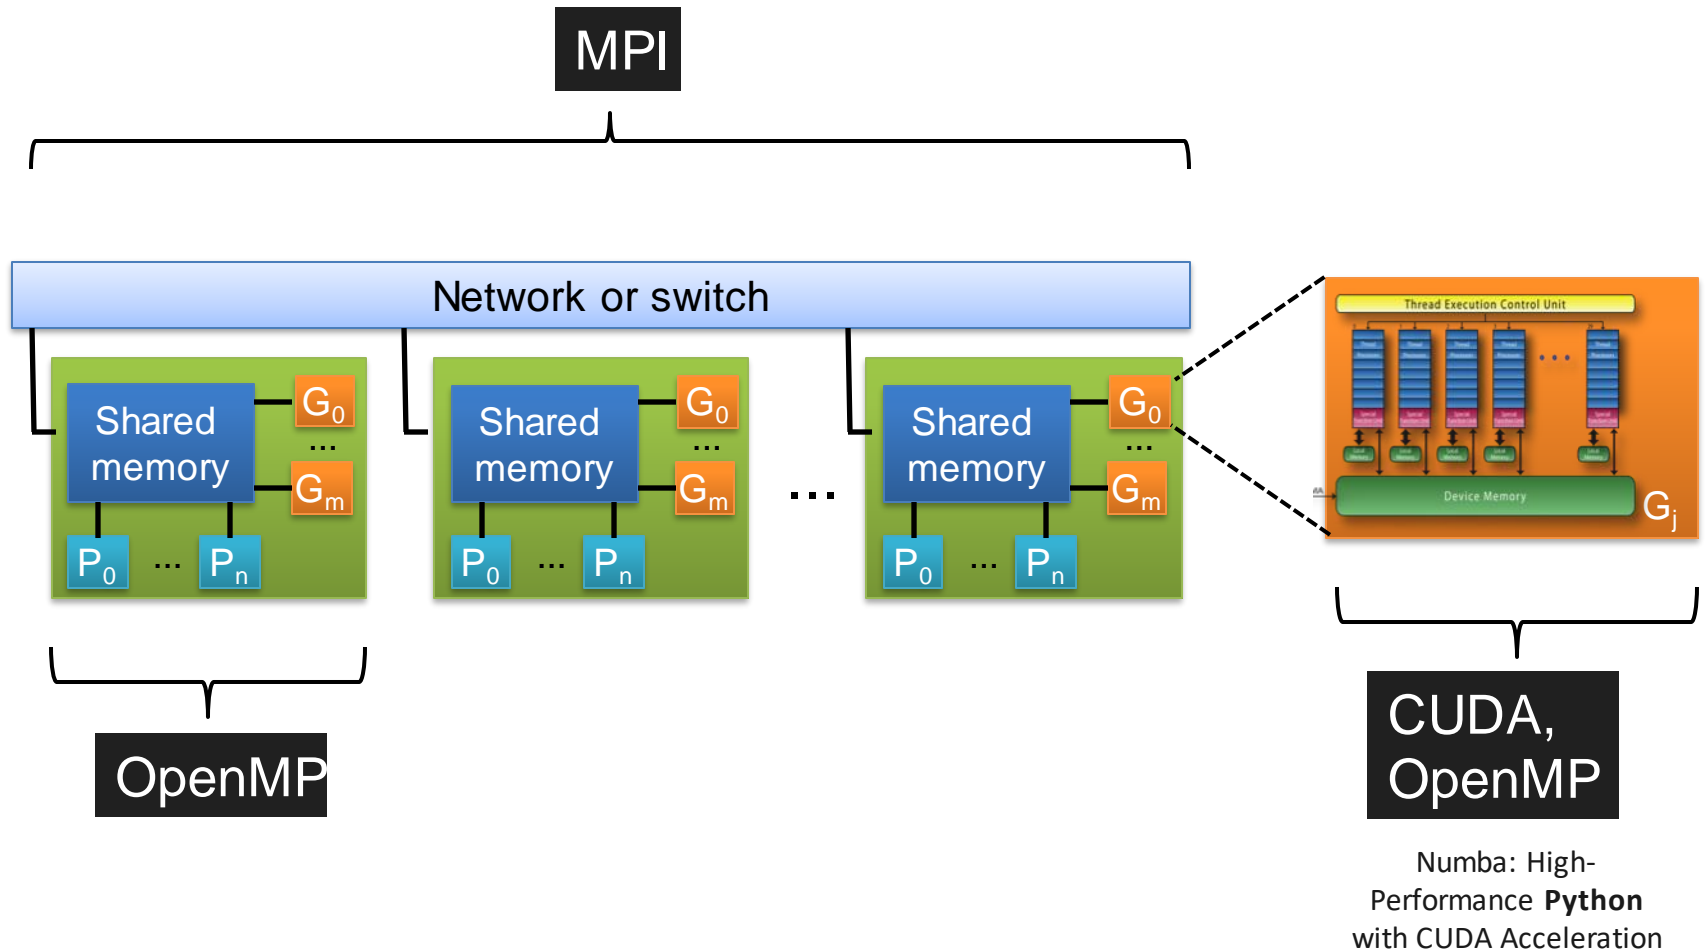 MPI
Network or switch
Thread Execution Control Unit
Shared
memory
G0
...
Gm
P0
...
Pn
Shared
memory
G0
...
Gm
P0
...
Pn
...
Shared
memory
G0
...
Gm
P0
...
Pn
Device Memory
Gj
OpenMP
CUDA,
OpenMP
Numba: High-
Performance Python
with CUDA Acceleration